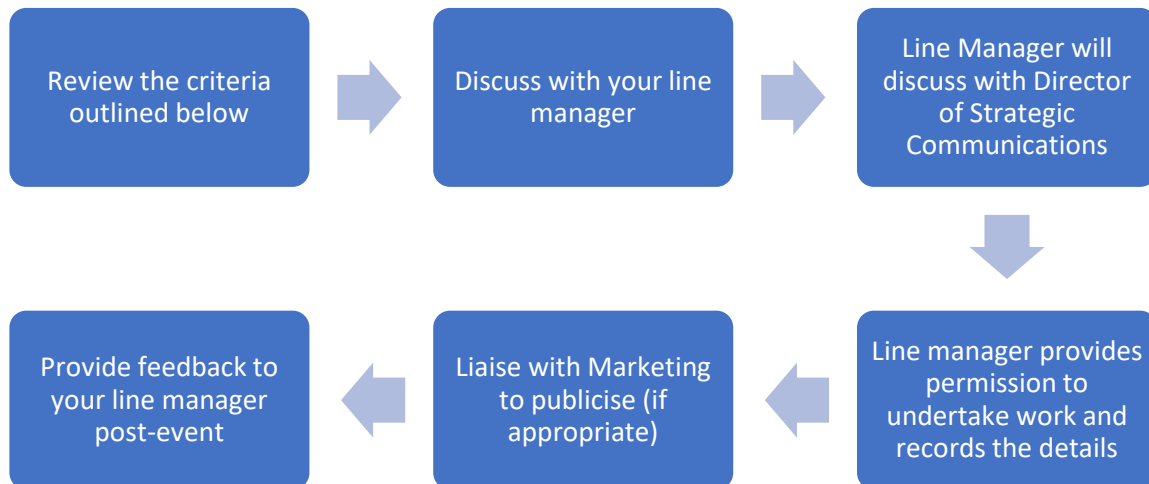 Review the criteria
outlined below
Discuss with your line
manager
Line Manager will
discuss with Director
of Strategic
Communications
Line manager provides
permission to
undertake work and
records the details
Liaise with Marketing
to publicise (if
appropriate)
Provide feedback to
your line manager
post-event